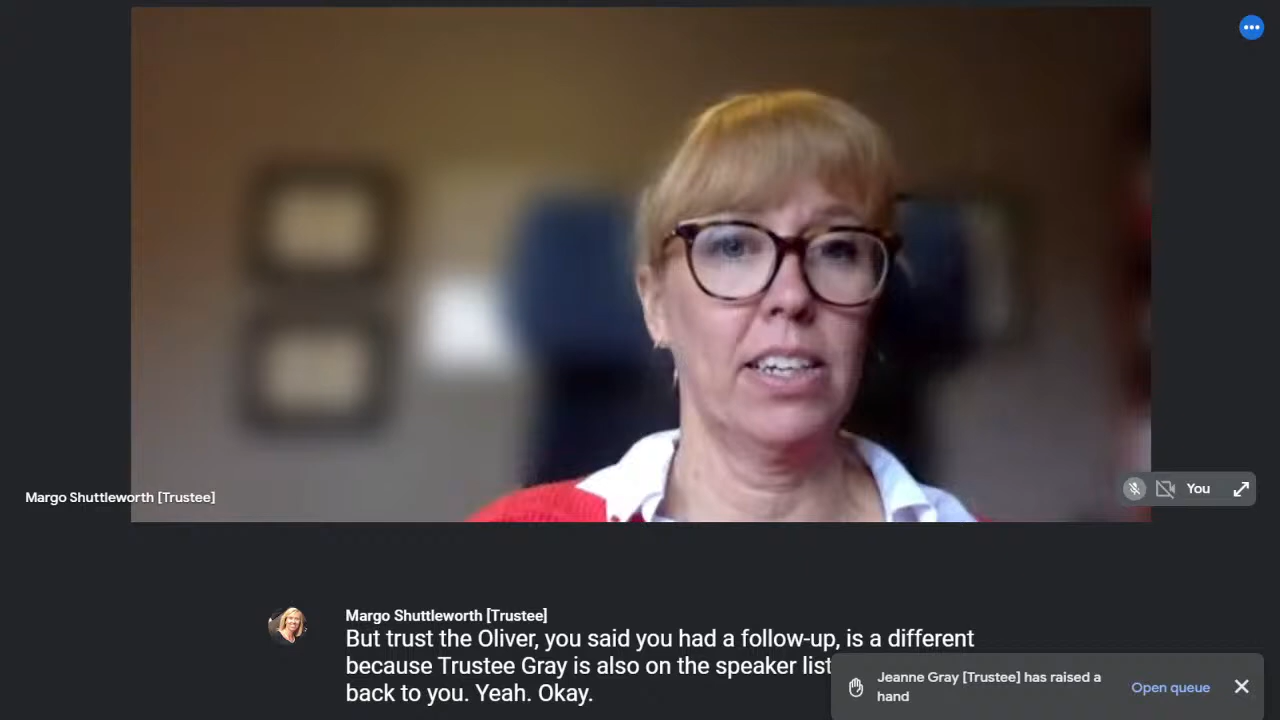 Margo Shuttleworth [Trustee]
You
Margo Shuttleworth [Trustee]
But trust the Oliver, you said you had a follow-up, is a different
because Trustee Gray is also on the speaker list
back to you. Yeah. Okay.
Jeanne Gray [Trustee] has raised a
hand
Open queue